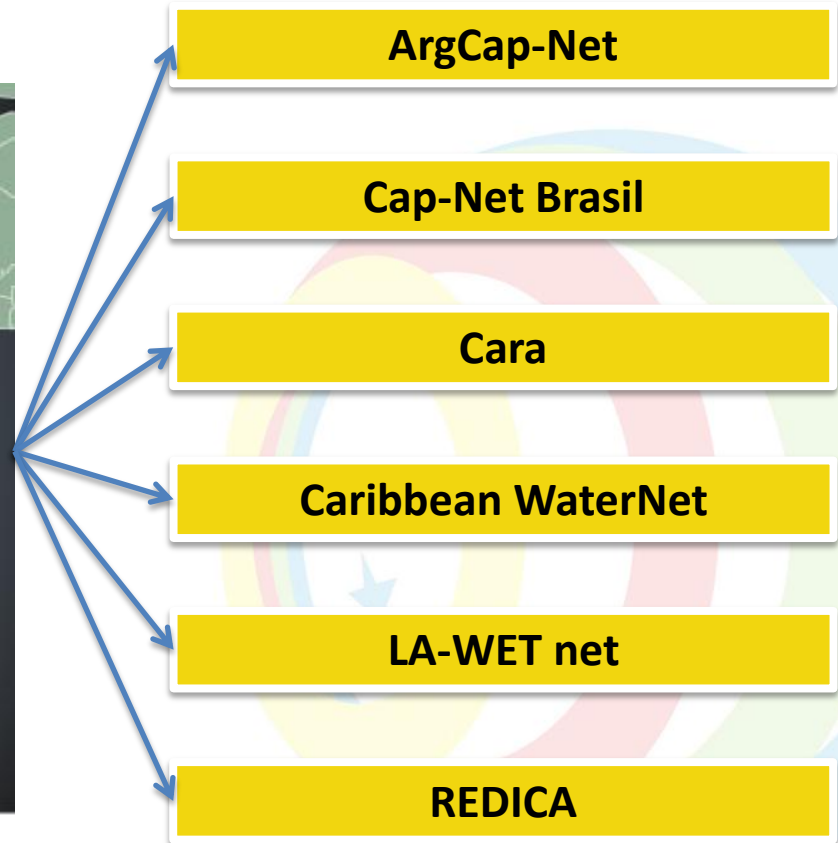 ArgCap-Net
Cap-Net Brasil
Cara
Caribbean WaterNet
LA-WET net
REDICA